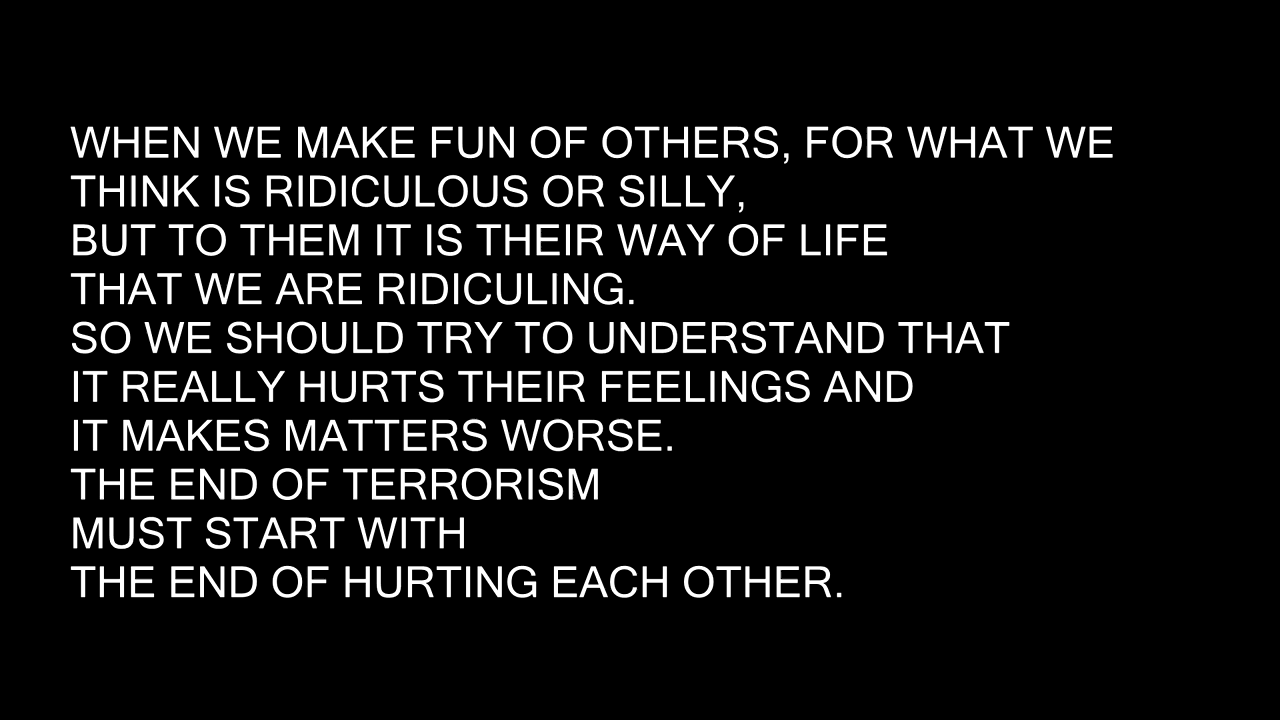 WHEN WE MAKE FUN OF OTHERS, FOR WHAT WE
THINK IS RIDICULOUS OR SILLY,
BUT TO THEM IT IS THEIR WAY OF LIFE
THAT WE ARE RIDICULING.
SO WE SHOULD TRY TO UNDERSTAND THAT
IT REALLY HURTS THEIR FEELINGS AND
IT MAKES MATTERS WORSE.
THE END OF TERRORISM
MUST START WITH
THE END OF HURTING EACH OTHER.